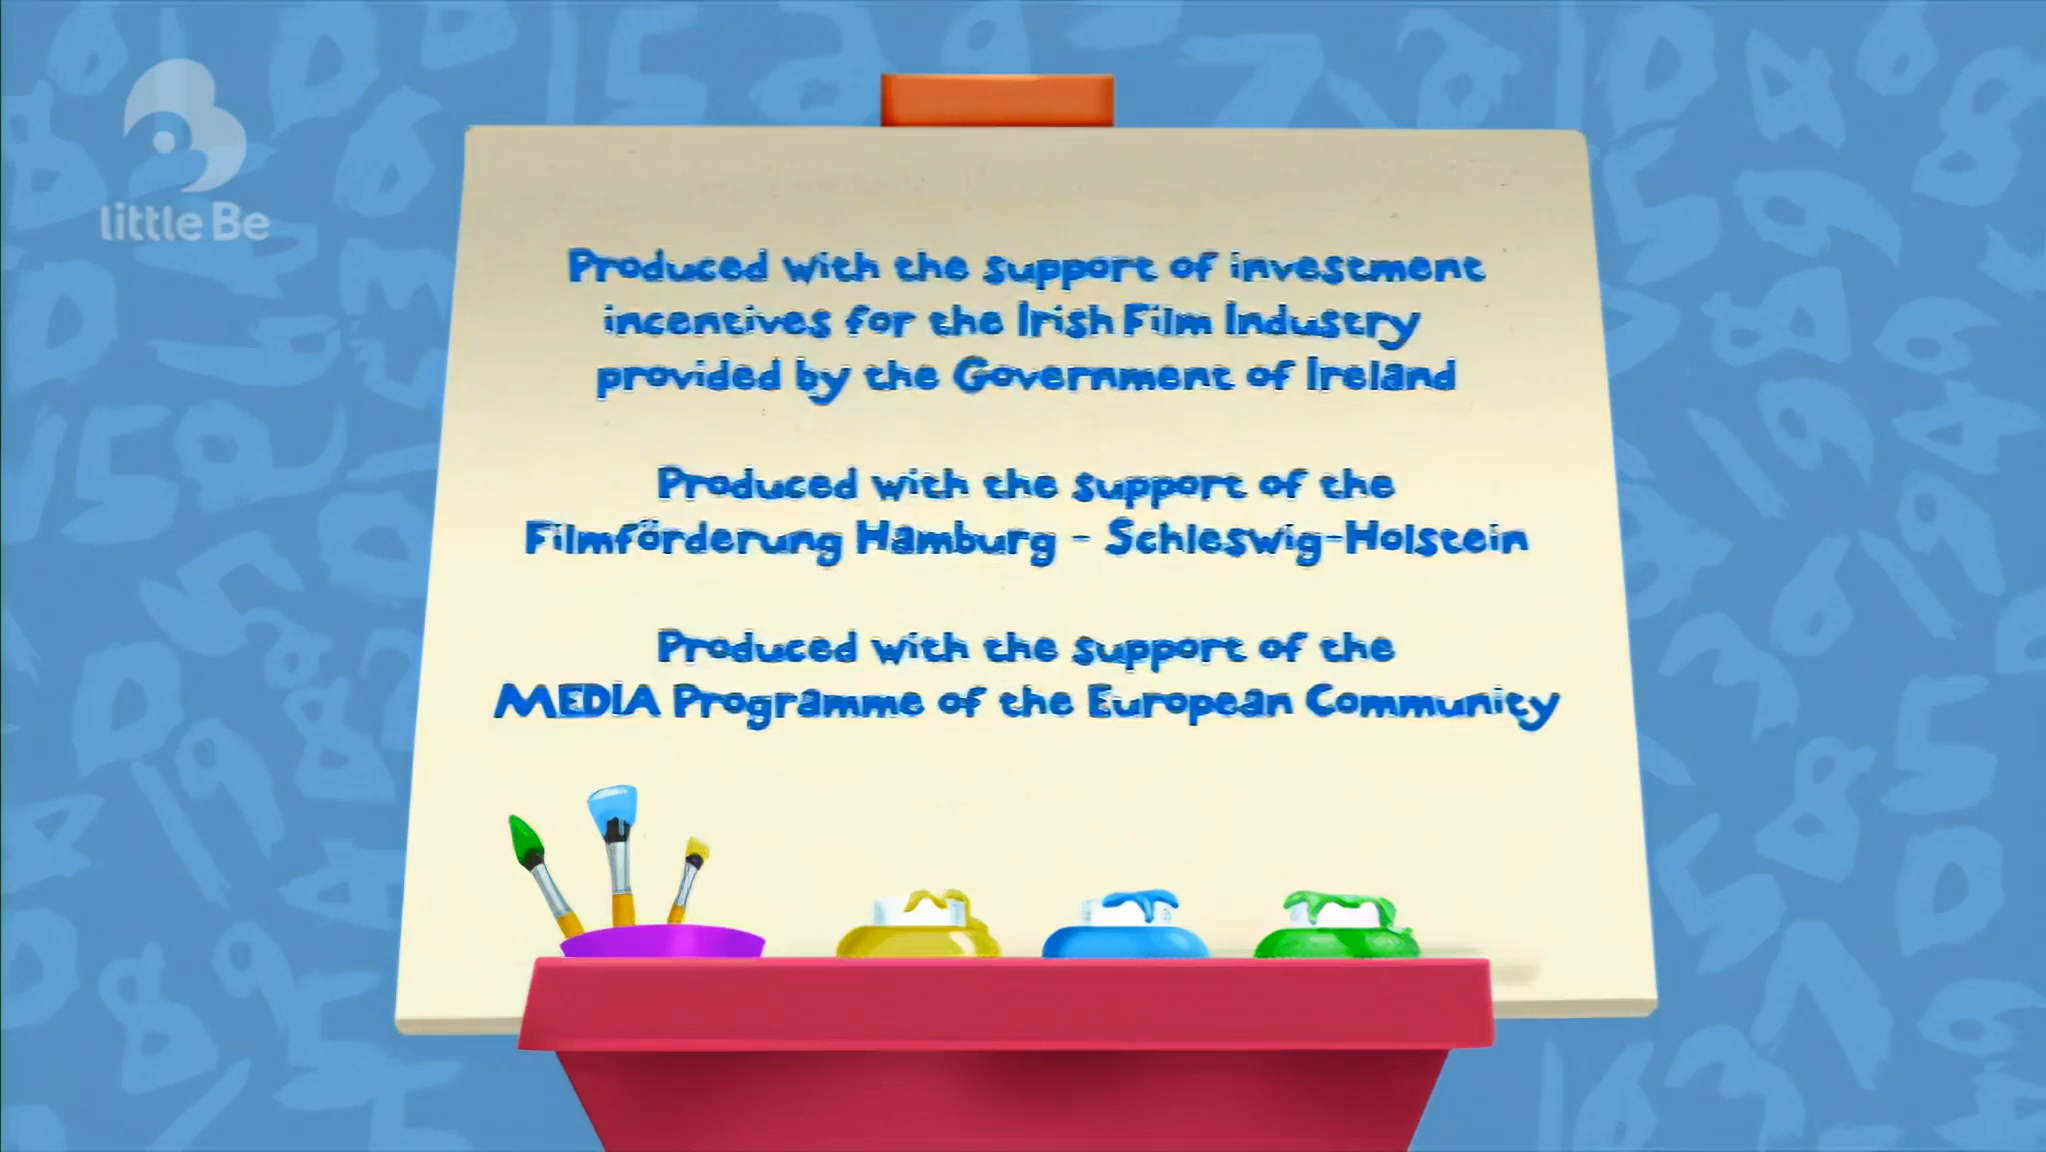 little Be
Produced with the support of investment
incentives for the Irish Film Industry
provided by the Government of Ireland
Produced with the support of the
Filmförderung Hamburg - Schleswig-Holstein
Produced with the support of the
MEDIA Programme of the European Community